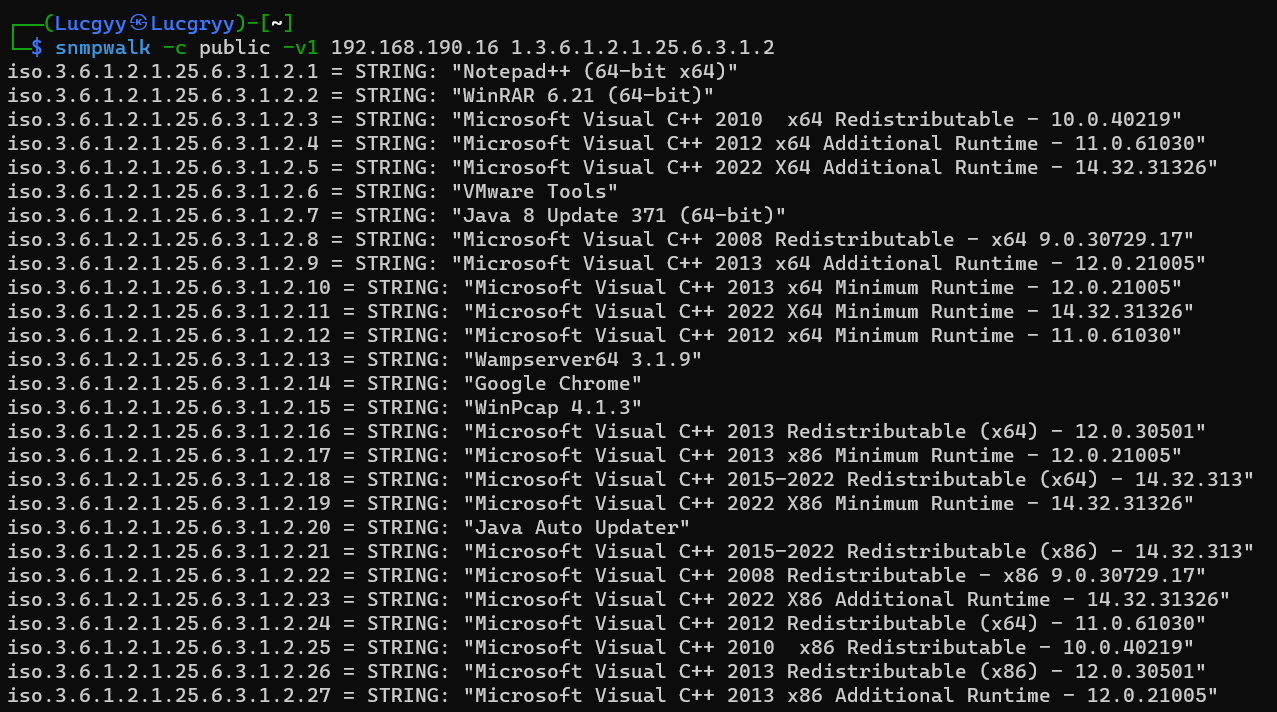 ┌──(Lucgyy㉿Lucgryy)-[~]
└─$ snmpwalk -c public -v1 192.168.190.16 1.3.6.1.2.1.25.6.3.1.2
iso.3.6.1.2.1.25.6.3.1.2.1 = STRING: "Notepad++ (64-bit x64)"
iso.3.6.1.2.1.25.6.3.1.2.2 = STRING: "WinRAR 6.21 (64-bit)"
iso.3.6.1.2.1.25.6.3.1.2.3 = STRING: "Microsoft Visual C++ 2010  x64 Redistributable - 10.0.40219"
iso.3.6.1.2.1.25.6.3.1.2.4 = STRING: "Microsoft Visual C++ 2012 x64 Additional Runtime - 11.0.61030"
iso.3.6.1.2.1.25.6.3.1.2.5 = STRING: "Microsoft Visual C++ 2022 X64 Additional Runtime - 14.32.31326"
iso.3.6.1.2.1.25.6.3.1.2.6 = STRING: "VMware Tools"
iso.3.6.1.2.1.25.6.3.1.2.7 = STRING: "Java 8 Update 371 (64-bit)"
iso.3.6.1.2.1.25.6.3.1.2.8 = STRING: "Microsoft Visual C++ 2008 Redistributable - x64 9.0.30729.17"
iso.3.6.1.2.1.25.6.3.1.2.9 = STRING: "Microsoft Visual C++ 2013 x64 Additional Runtime - 12.0.21005"
iso.3.6.1.2.1.25.6.3.1.2.10 = STRING: "Microsoft Visual C++ 2013 x64 Minimum Runtime - 12.0.21005"
iso.3.6.1.2.1.25.6.3.1.2.11 = STRING: "Microsoft Visual C++ 2022 X64 Minimum Runtime - 14.32.31326"
iso.3.6.1.2.1.25.6.3.1.2.12 = STRING: "Microsoft Visual C++ 2012 x64 Minimum Runtime - 11.0.61030"
iso.3.6.1.2.1.25.6.3.1.2.13 = STRING: "Wampserver64 3.1.9"
iso.3.6.1.2.1.25.6.3.1.2.14 = STRING: "Google Chrome"
iso.3.6.1.2.1.25.6.3.1.2.15 = STRING: "WinPcap 4.1.3"
iso.3.6.1.2.1.25.6.3.1.2.16 = STRING: "Microsoft Visual C++ 2013 Redistributable (x64) - 12.0.30501"
iso.3.6.1.2.1.25.6.3.1.2.17 = STRING: "Microsoft Visual C++ 2013 x86 Minimum Runtime - 12.0.21005"
iso.3.6.1.2.1.25.6.3.1.2.18 = STRING: "Microsoft Visual C++ 2015-2022 Redistributable (x64) - 14.32.313"
iso.3.6.1.2.1.25.6.3.1.2.19 = STRING: "Microsoft Visual C++ 2022 X86 Minimum Runtime - 14.32.31326"
iso.3.6.1.2.1.25.6.3.1.2.20 = STRING: "Java Auto Updater"
iso.3.6.1.2.1.25.6.3.1.2.21 = STRING: "Microsoft Visual C++ 2015-2022 Redistributable (x86) - 14.32.313"
iso.3.6.1.2.1.25.6.3.1.2.22 = STRING: "Microsoft Visual C++ 2008 Redistributable - x86 9.0.30729.17"
iso.3.6.1.2.1.25.6.3.1.2.23 = STRING: "Microsoft Visual C++ 2022 X86 Additional Runtime - 14.32.31326"
iso.3.6.1.2.1.25.6.3.1.2.24 = STRING: "Microsoft Visual C++ 2012 Redistributable (x64) - 11.0.61030"
iso.3.6.1.2.1.25.6.3.1.2.25 = STRING: "Microsoft Visual C++ 2010  x86 Redistributable - 10.0.40219"
iso.3.6.1.2.1.25.6.3.1.2.26 = STRING: "Microsoft Visual C++ 2013 Redistributable (x86) - 12.0.30501"
iso.3.6.1.2.1.25.6.3.1.2.27 = STRING: "Microsoft Visual C++ 2013 x86 Additional Runtime - 12.0.21005"